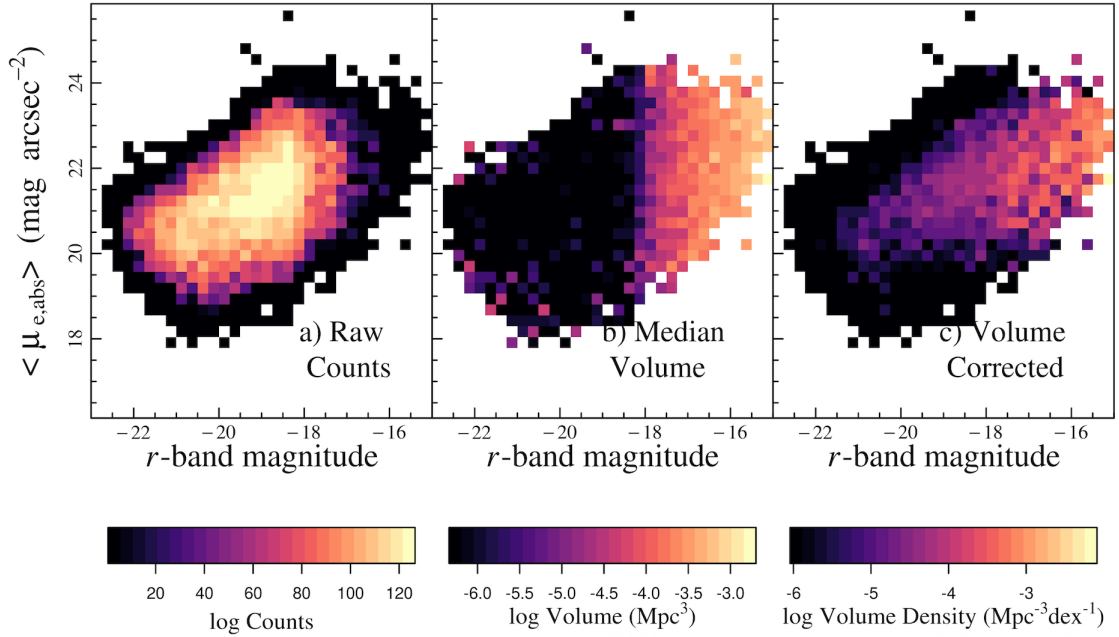 < μe,abs > (mag arcsec−2)
24
22
20
18
a) Raw
Counts
b) Median
Volume
c) Volume
Corrected
−22 −20 −18 −16 −22 −20 −18 −16 −22 −20 −18 −16
r-band magnitude r-band magnitude r-band magnitude
20 40 60 80 100 120
log Counts
-6.0 -5.5 -5.0 -4.5 -4.0 -3.5 -3.0
log Volume (Mpc3)
-6 -5 -4 -3
log Volume Density (Mpc-3dex-1)